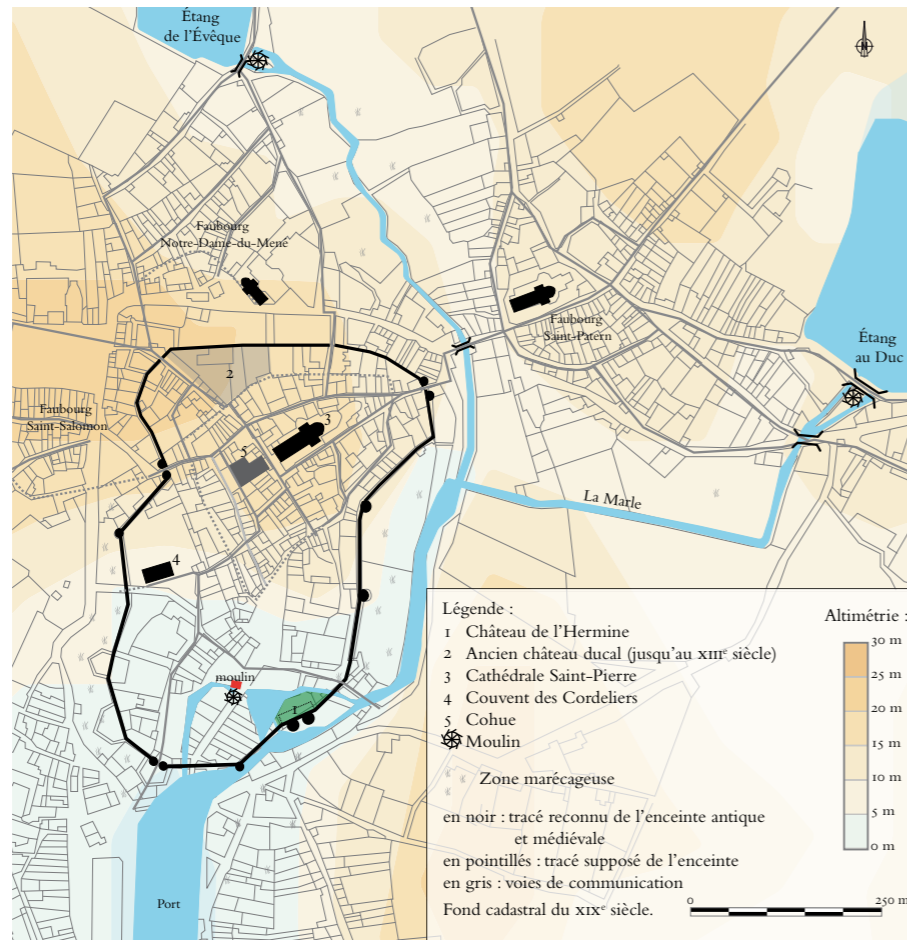 Étang
de l'Évêque
N
Faubourg
Notre-Dame-du-Mené
Faubourg
Saint-Patern
Étang
au Duc
2
Faubourg
Saint-Salomon
3
5
La Marle
4
moulin
1
Port
Légende :
1 Château de l'Hermine
2 Ancien château ducal (jusqu'au XIIIe siècle)
3 Cathédrale Saint-Pierre
4 Couvent des Cordeliers
5 Cohue
Moulin
Zone marécageuse
en noir : tracé reconnu de l'enceinte antique
et médiévale
en pointillés : tracé supposé de l'enceinte
en gris : voies de communication
Fond cadastral du XIXe siècle.
Altimétrie :
30 m
25 m
20 m
15 m
10 m
5 m
0 m
0 250 m